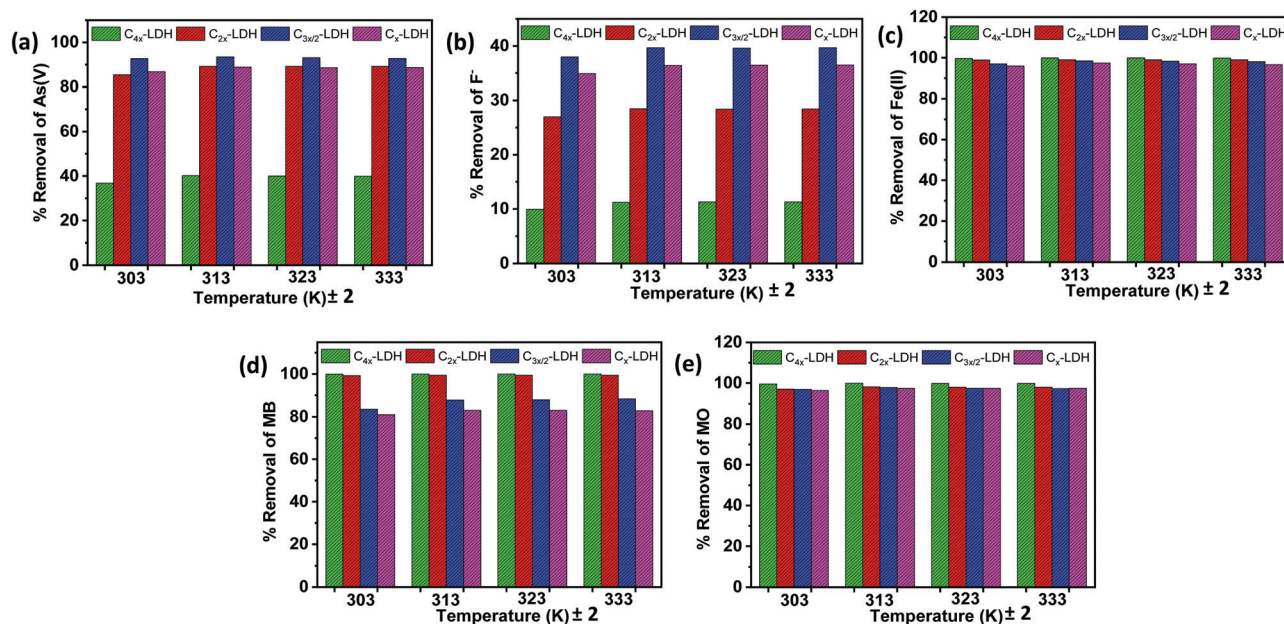 (a)
C₄ₓ-LDH C₂ₓ-LDH C₃ₓ/₂-LDH Cₓ-LDH
% Removal of As(V)
100
80
60
40
20
0
303 313 323 333
Temperature (K) ± 2
(b)
C₄ₓ-LDH C₂ₓ-LDH C₃ₓ/₂-LDH Cₓ-LDH
% Removal of F⁻
40
30
20
10
0
303 313 323 333
Temperature (K) ± 2
(c)
C₄ₓ-LDH C₂ₓ-LDH C₃ₓ/₂-LDH Cₓ-LDH
% Removal of Fe(II)
120
100
80
60
40
20
0
303 313 323 333
Temperature (K) ± 2
(d)
C₄ₓ-LDH C₂ₓ-LDH C₃ₓ/₂-LDH Cₓ-LDH
% Removal of MB
100
80
60
40
20
0
303 313 323 333
Temperature (K) ± 2
(e)
C₄ₓ-LDH C₂ₓ-LDH C₃ₓ/₂-LDH Cₓ-LDH
% Removal of MO
120
100
80
60
40
20
0
303 313 323 333
Temperature (K) ± 2